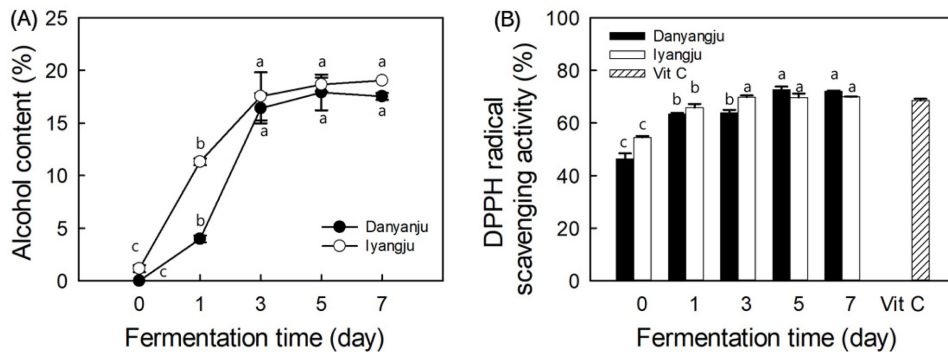 (A)
Alcohol content (%)
25
20
15
10
5
0
a
a
a
b
c
a
a
a
b
c
Danyanju
Iyangju
0 1 3 5 7
Fermentation time (day)
(B)
DPPH radical
scavenging activity (%)
100
80
60
40
20
0
Danyangju
Iyangju
Vit C
c
c
b
b
b
a
a
a
a
a
0 1 3 5 7 Vit C
Fermentation time (day)